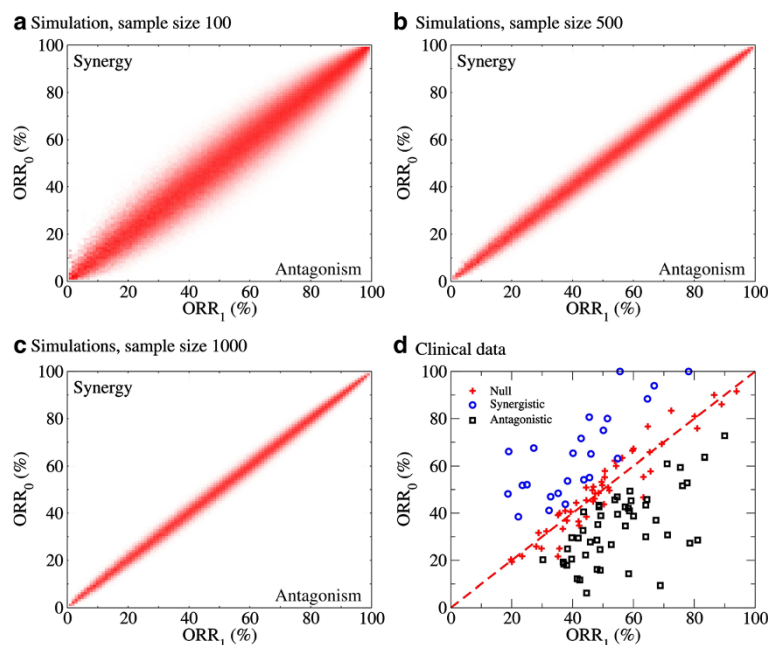 a Simulation, sample size 100
Synergy
Antagonism
ORR0 (%)
100
80
60
40
20
0
0 20 40 60 80 100
ORR1 (%)
b Simulations, sample size 500
Synergy
Antagonism
ORR0 (%)
100
80
60
40
20
0
0 20 40 60 80 100
ORR1 (%)
c Simulations, sample size 1000
Synergy
Antagonism
ORR0 (%)
100
80
60
40
20
0
0 20 40 60 80 100
ORR1 (%)
d Clinical data
Null
Synergistic
Antagonistic
ORR0 (%)
100
80
60
40
20
0
0 20 40 60 80 100
ORR1 (%)